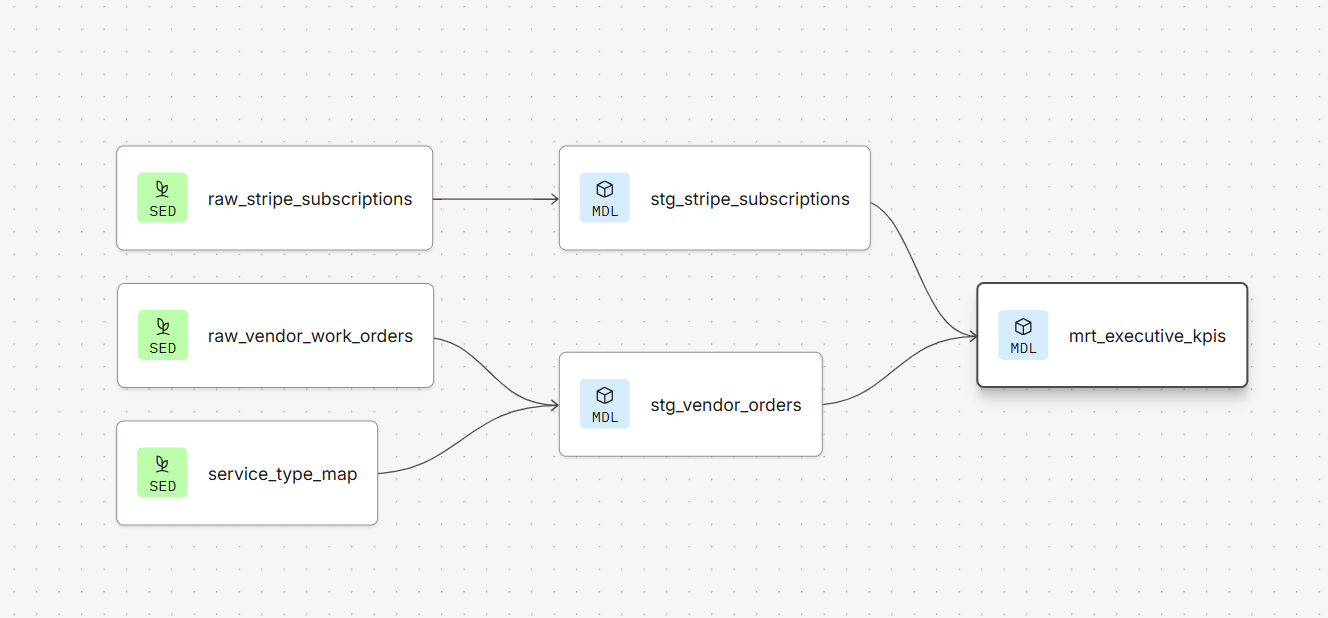 SED
raw_stripe_subscriptions
MDL
stg_stripe_subscriptions
SED
raw_vendor_work_orders
MDL
mrt_executive_kpis
MDL
stg_vendor_orders
SED
service_type_map